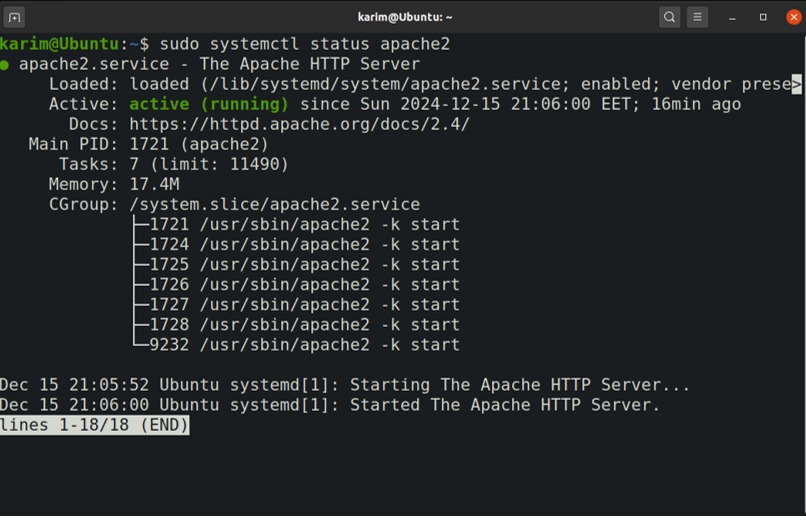 karim@Ubuntu: ~
karim@Ubuntu:~$ sudo systemctl status apache2
● apache2.service - The Apache HTTP Server
     Loaded: loaded (/lib/systemd/system/apache2.service; enabled; vendor prese>
     Active: active (running) since Sun 2024-12-15 21:06:00 EET; 16min ago
       Docs: https://httpd.apache.org/docs/2.4/
   Main PID: 1721 (apache2)
      Tasks: 7 (limit: 11490)
     Memory: 17.4M
     CGroup: /system.slice/apache2.service
             ├─1721 /usr/sbin/apache2 -k start
             ├─1724 /usr/sbin/apache2 -k start
             ├─1725 /usr/sbin/apache2 -k start
             ├─1726 /usr/sbin/apache2 -k start
             ├─1727 /usr/sbin/apache2 -k start
             ├─1728 /usr/sbin/apache2 -k start
             └─9232 /usr/sbin/apache2 -k start
Dec 15 21:05:52 Ubuntu systemd[1]: Starting The Apache HTTP Server...
Dec 15 21:06:00 Ubuntu systemd[1]: Started The Apache HTTP Server.
lines 1-18/18 (END)